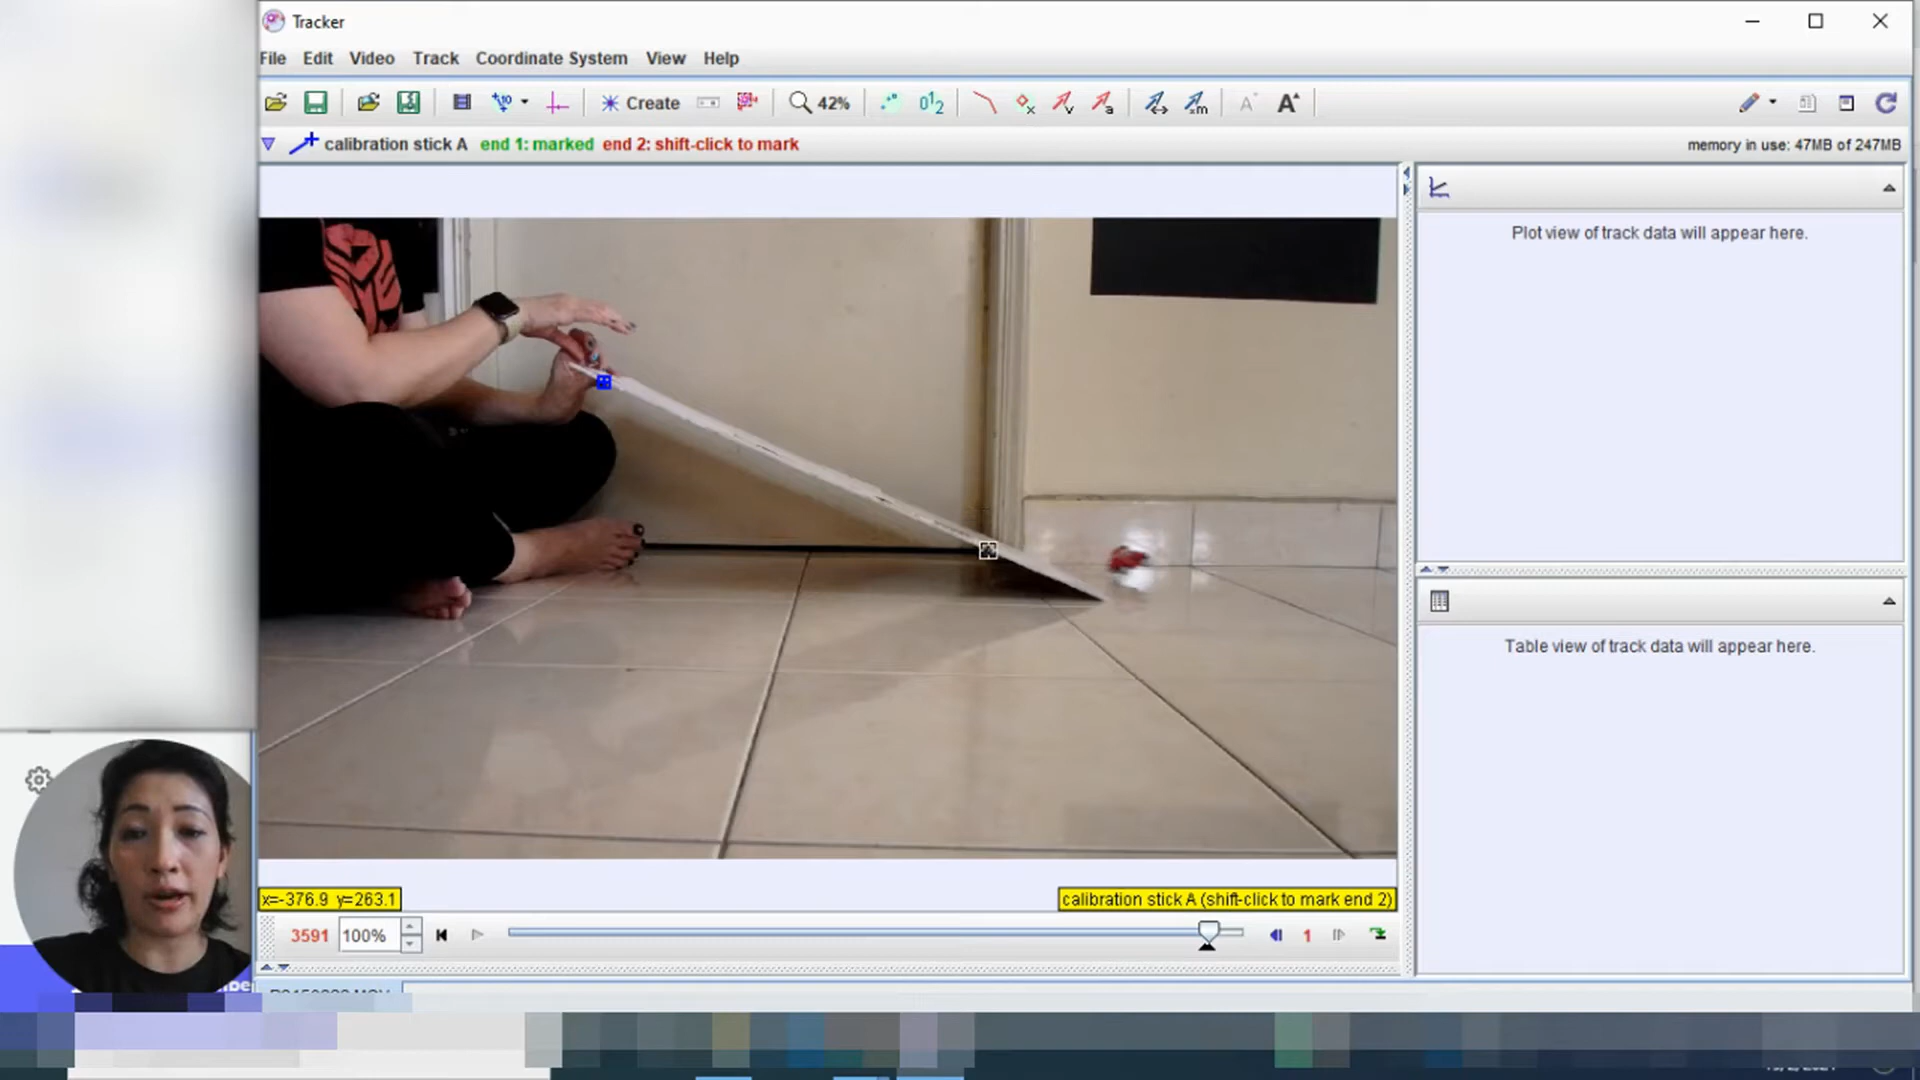 Tracker
File Edit Video Track Coordinate System View Help
Create 42%
calibration stick A end 1: marked end 2: shift-click to mark
memory in use: 47MB of 247MB
Plot view of track data will appear here.
Table view of track data will appear here.
x=-376.9 y=263.1
calibration stick A (shift-click to mark end 2)
3591 100% 1